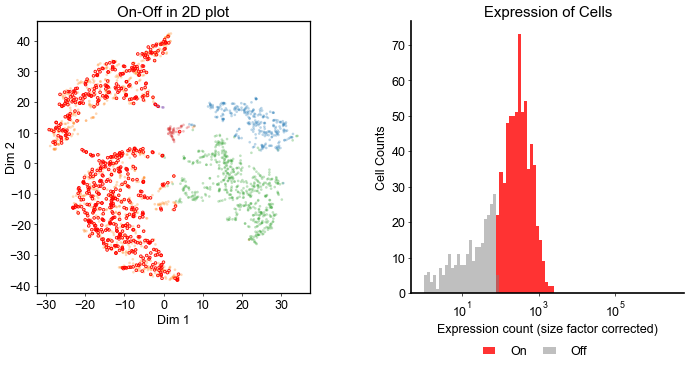 On-Off in 2D plot
40
30
20
10
0
−10
−20
−30
−40
Dim 2
−30 −20 −10 0 10 20 30
Dim 1
Expression of Cells
70
60
50
40
30
20
10
0
Cell Counts
10^1 10^3 10^5
Expression count (size factor corrected)
On Off